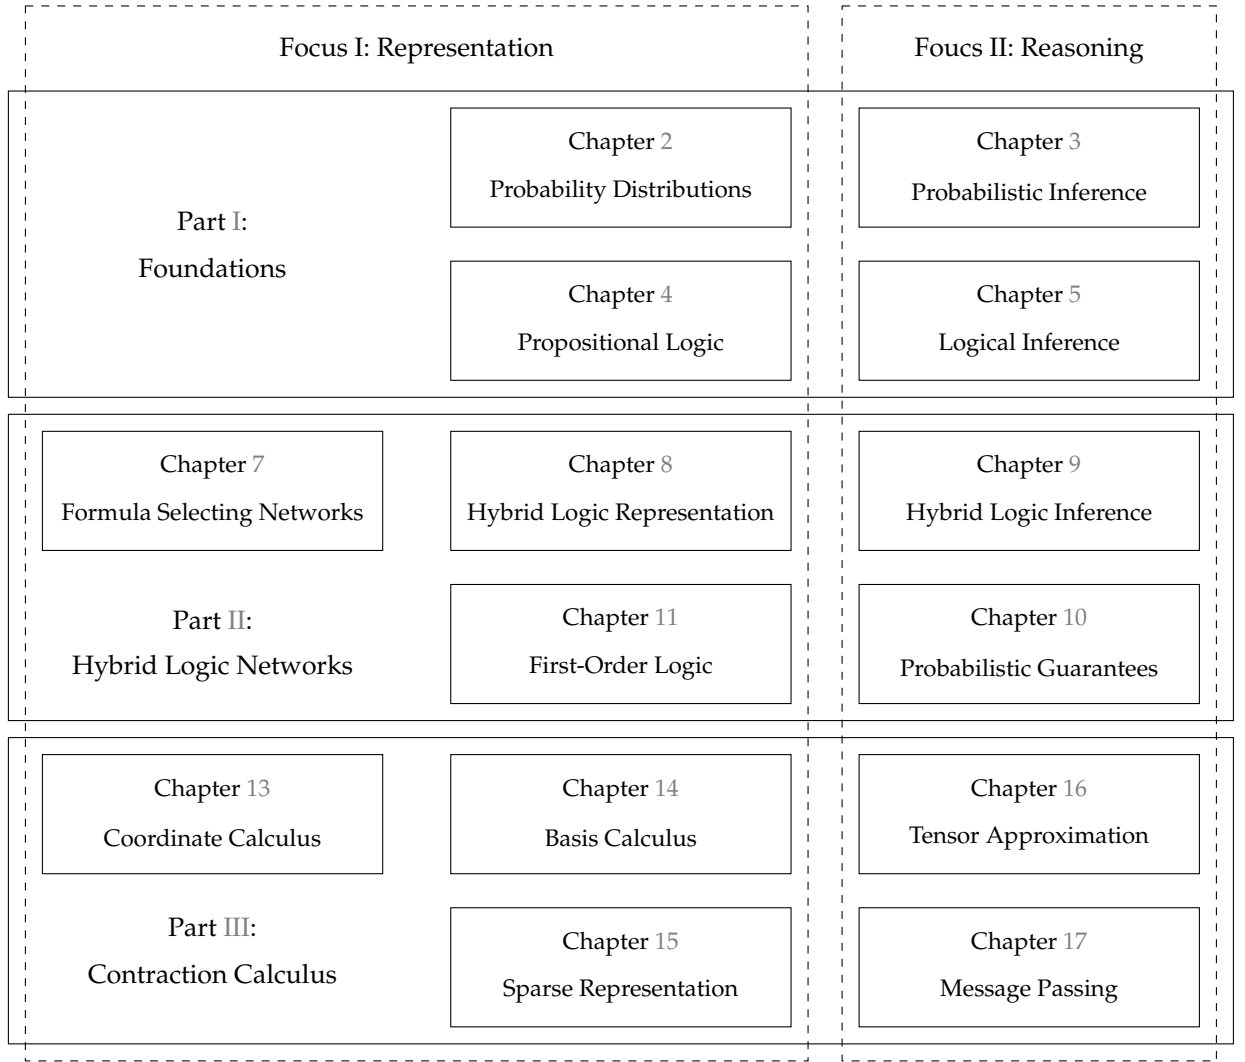 Focus I: Representation
Foucs II: Reasoning
Part I:
Foundations
Chapter 2
Probability Distributions
Chapter 3
Probabilistic Inference
Chapter 4
Propositional Logic
Chapter 5
Logical Inference
Chapter 7
Formula Selecting Networks
Chapter 8
Hybrid Logic Representation
Chapter 9
Hybrid Logic Inference
Part II:
Hybrid Logic Networks
Chapter 11
First-Order Logic
Chapter 10
Probabilistic Guarantees
Chapter 13
Coordinate Calculus
Chapter 14
Basis Calculus
Chapter 16
Tensor Approximation
Part III:
Contraction Calculus
Chapter 15
Sparse Representation
Chapter 17
Message Passing